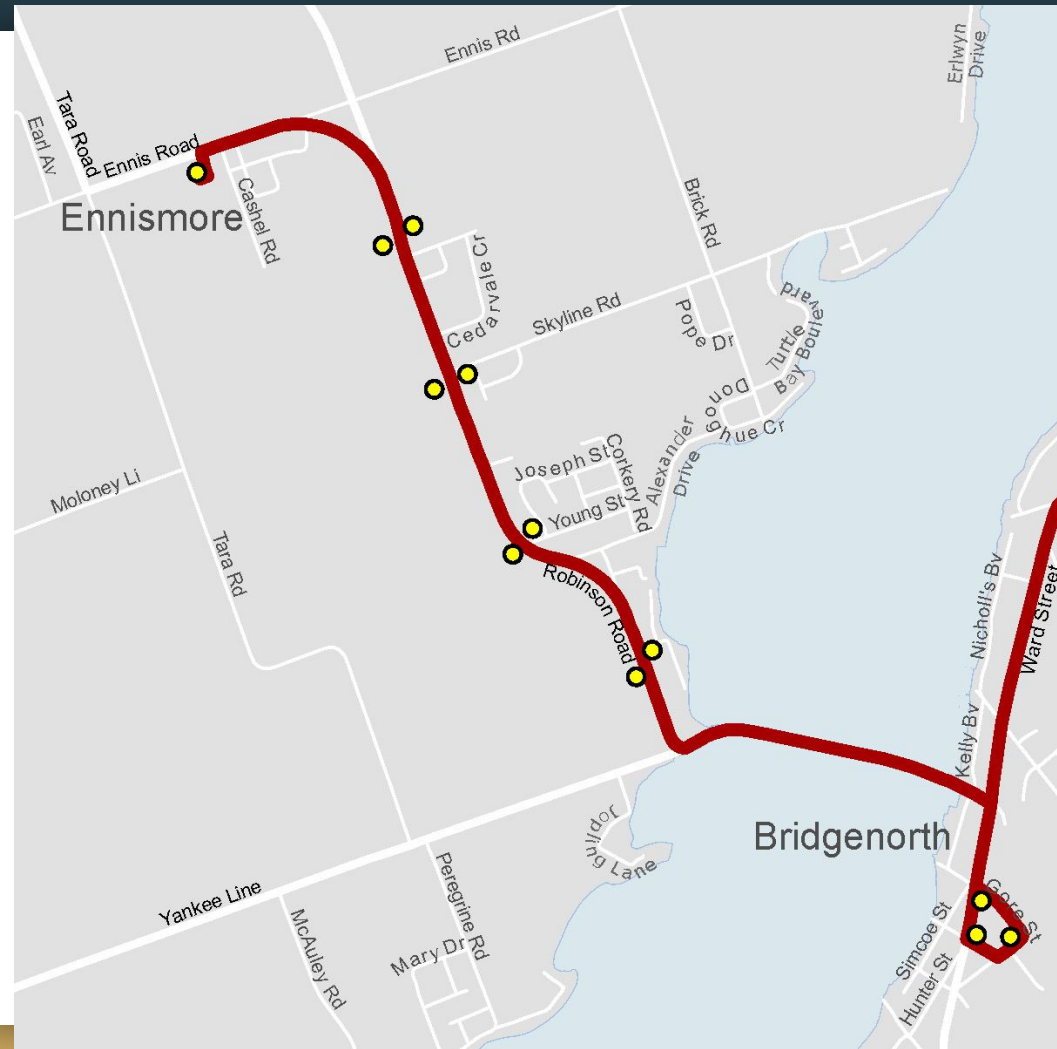 Ennis Rd
Erlwyn
Drive
Tara Road
Earl Av
Ennis Road
Ennismore
Cashel Rd
Brick Rd
Cedarvale Cr
Skyline Rd
Pope Dr
Turtle
Bay Boulevard
Donoghue Cr
Alexander
Drive
Joseph St
Corkery Rd
Young St
Moloney Li
Tara Rd
Robinson Road
Nicholl's Bv
Ward Street
Kelly Bv
Bridgenorth
Jopling Lane
Yankee Line
Peregrine Rd
McAuley Rd
Mary Dr
Gore St
Simcoe St
Hunter St